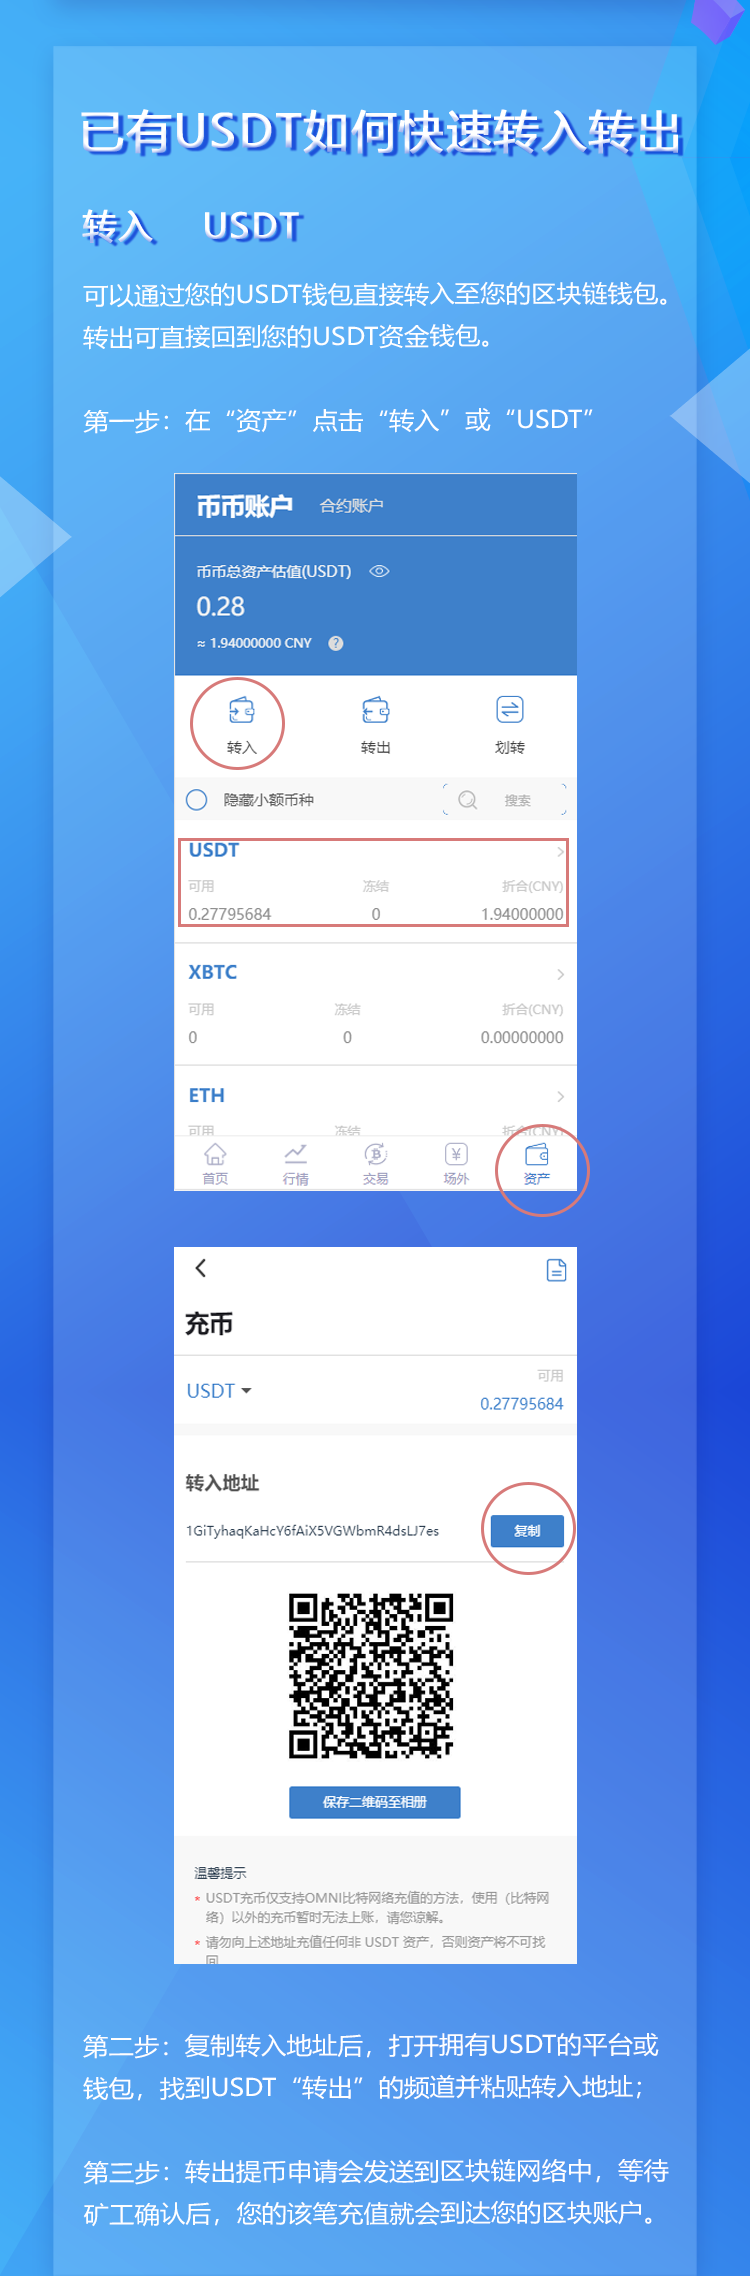 已有USDT如何快速转入转出
转入 USDT
可以通过您的USDT钱包直接转入至您的区块链钱包。
转出可直接回到您的USDT资金钱包。
第一步：在“资产”点击“转入”或“USDT”
币币账户 合约账户
币币总资产估值(USDT)
0.28
≈ 1.94000000 CNY ?
转入 转出 划转
隐藏小额币种 搜索
USDT
可用 冻结 折合(CNY)
0.27795684 0 1.94000000
XBTC
可用 冻结 折合(CNY)
0 0 0.00000000
ETH
可用 冻结 折合(CNY)
首页 行情 交易 场外 资产
充币
可用
USDT
0.27795684
转入地址
1GiTyhaqKaHcY6fAiX5VGWbmR4dsLJ7es 复制
保存二维码至相册
温馨提示
* USDT充币仅支持OMNI比特网络充值的方法，使用（比特网
络）以外的充币暂时无法上账，请您谅解。
* 请勿向上述地址充值任何非 USDT 资产，否则资产将不可找
回
第二步：复制转入地址后，打开拥有USDT的平台或
钱包，找到USDT“转出”的频道并粘贴转入地址；
第三步：转出提币申请会发送到区块链网络中，等待
矿工确认后，您的该笔充值就会到达您的区块账户。